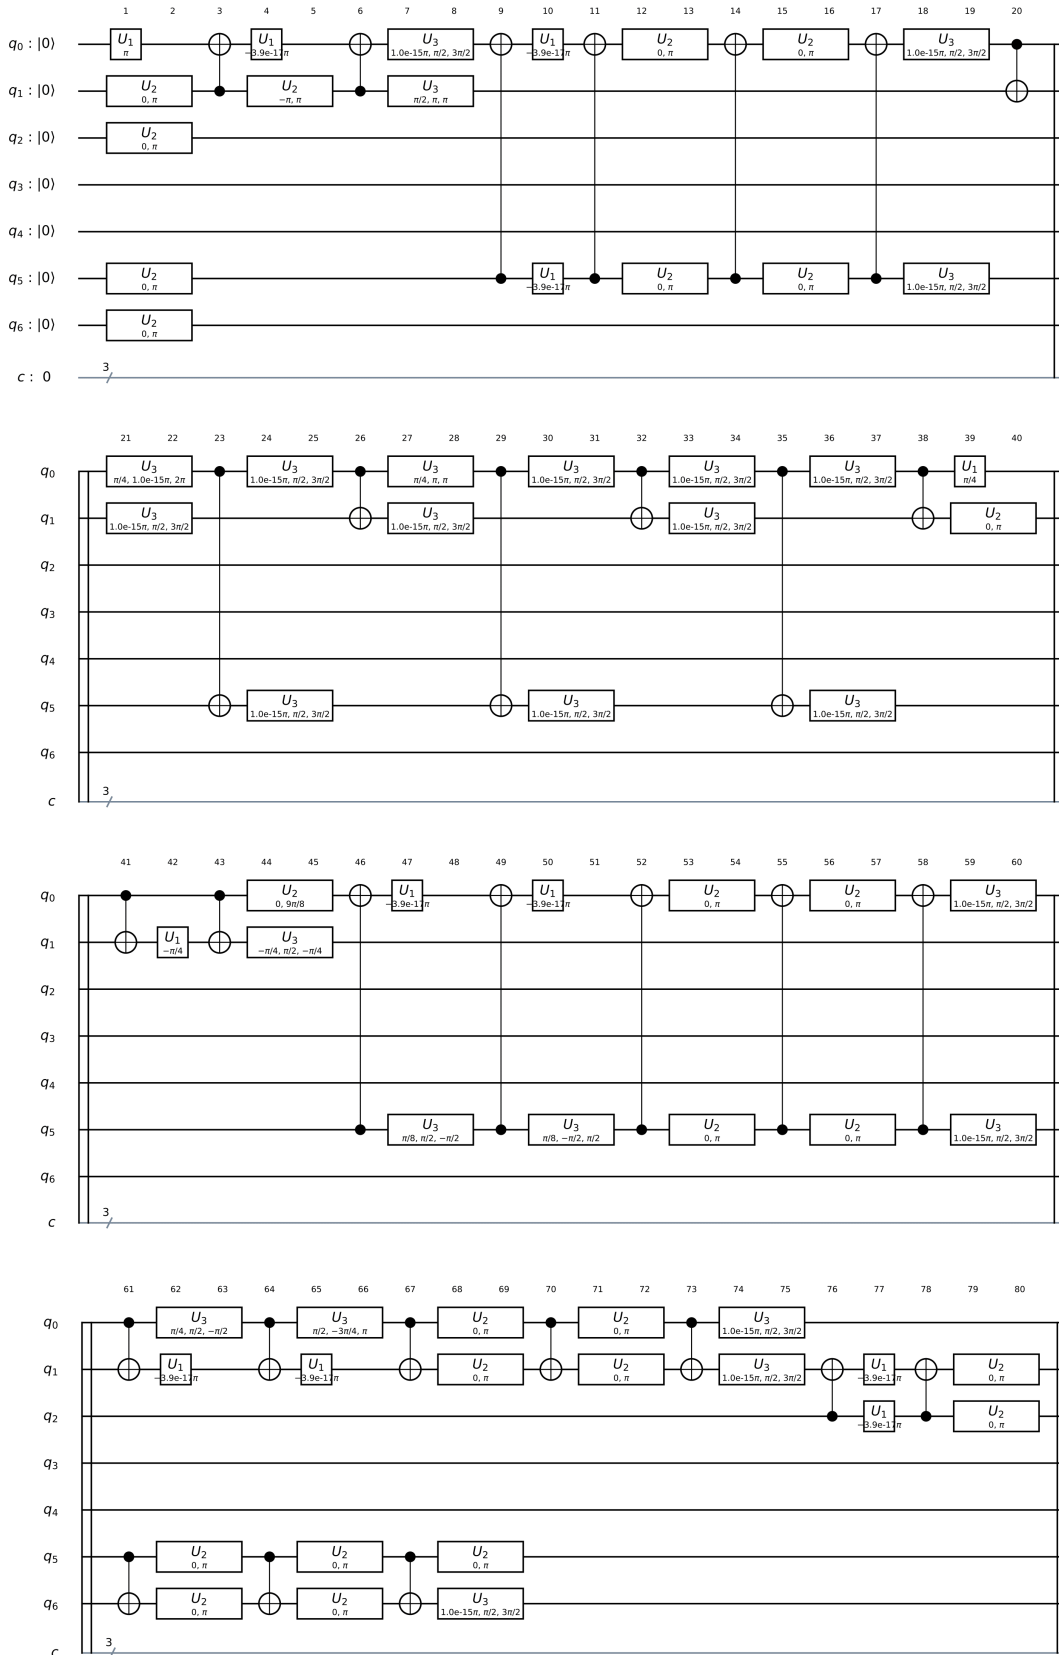 1 2 3 4 5 6 7 8 9 10 11 12 13 14 15 16 17 18 19 20
q₀ : |0⟩ U₁ π U₁ −3.9e-17π U₃ 1.0e-15π, π/2, 3π/2 U₁ −3.9e-17π U₂ 0, π U₂ 0, π U₃ 1.0e-15π, π/2, 3π/2
q₁ : |0⟩ U₂ 0, π U₂ −π, π U₃ π/2, π, π
q₂ : |0⟩ U₂ 0, π
q₃ : |0⟩
q₄ : |0⟩
q₅ : |0⟩ U₂ 0, π U₁ −3.9e-17π U₂ 0, π U₂ 0, π U₃ 1.0e-15π, π/2, 3π/2
q₆ : |0⟩ U₂ 0, π
c : 0 3
21 22 23 24 25 26 27 28 29 30 31 32 33 34 35 36 37 38 39 40
q₀ U₃ π/4, 1.0e-15π, 2π U₃ 1.0e-15π, π/2, 3π/2 U₃ π/4, π, π U₃ 1.0e-15π, π/2, 3π/2 U₃ 1.0e-15π, π/2, 3π/2 U₃ 1.0e-15π, π/2, 3π/2 U₁ π/4
q₁ U₃ 1.0e-15π, π/2, 3π/2 U₃ 1.0e-15π, π/2, 3π/2 U₃ 1.0e-15π, π/2, 3π/2 U₂ 0, π
q₂
q₃
q₄
q₅ U₃ 1.0e-15π, π/2, 3π/2 U₃ 1.0e-15π, π/2, 3π/2 U₃ 1.0e-15π, π/2, 3π/2
q₆
c 3
41 42 43 44 45 46 47 48 49 50 51 52 53 54 55 56 57 58 59 60
q₀ U₂ 0, 9π/8 U₁ −3.9e-17π U₁ −3.9e-17π U₂ 0, π U₂ 0, π U₃ 1.0e-15π, π/2, 3π/2
q₁ U₁ −π/4 U₃ −π/4, π/2, −π/4
q₂
q₃
q₄
q₅ U₃ π/8, π/2, −π/2 U₃ π/8, −π/2, π/2 U₂ 0, π U₂ 0, π U₃ 1.0e-15π, π/2, 3π/2
q₆
c 3
61 62 63 64 65 66 67 68 69 70 71 72 73 74 75 76 77 78 79 80
q₀ U₃ π/4, π/2, −π/2 U₃ π/2, −3π/4, π U₂ 0, π U₂ 0, π U₃ 1.0e-15π, π/2, 3π/2
q₁ U₁ −3.9e-17π U₁ −3.9e-17π U₂ 0, π U₂ 0, π U₃ 1.0e-15π, π/2, 3π/2 U₁ −3.9e-17π U₂ 0, π
q₂ U₁ −3.9e-17π U₂ 0, π
q₃
q₄
q₅ U₂ 0, π U₂ 0, π U₂ 0, π
q₆ U₂ 0, π U₂ 0, π U₃ 1.0e-15π, π/2, 3π/2
c 3